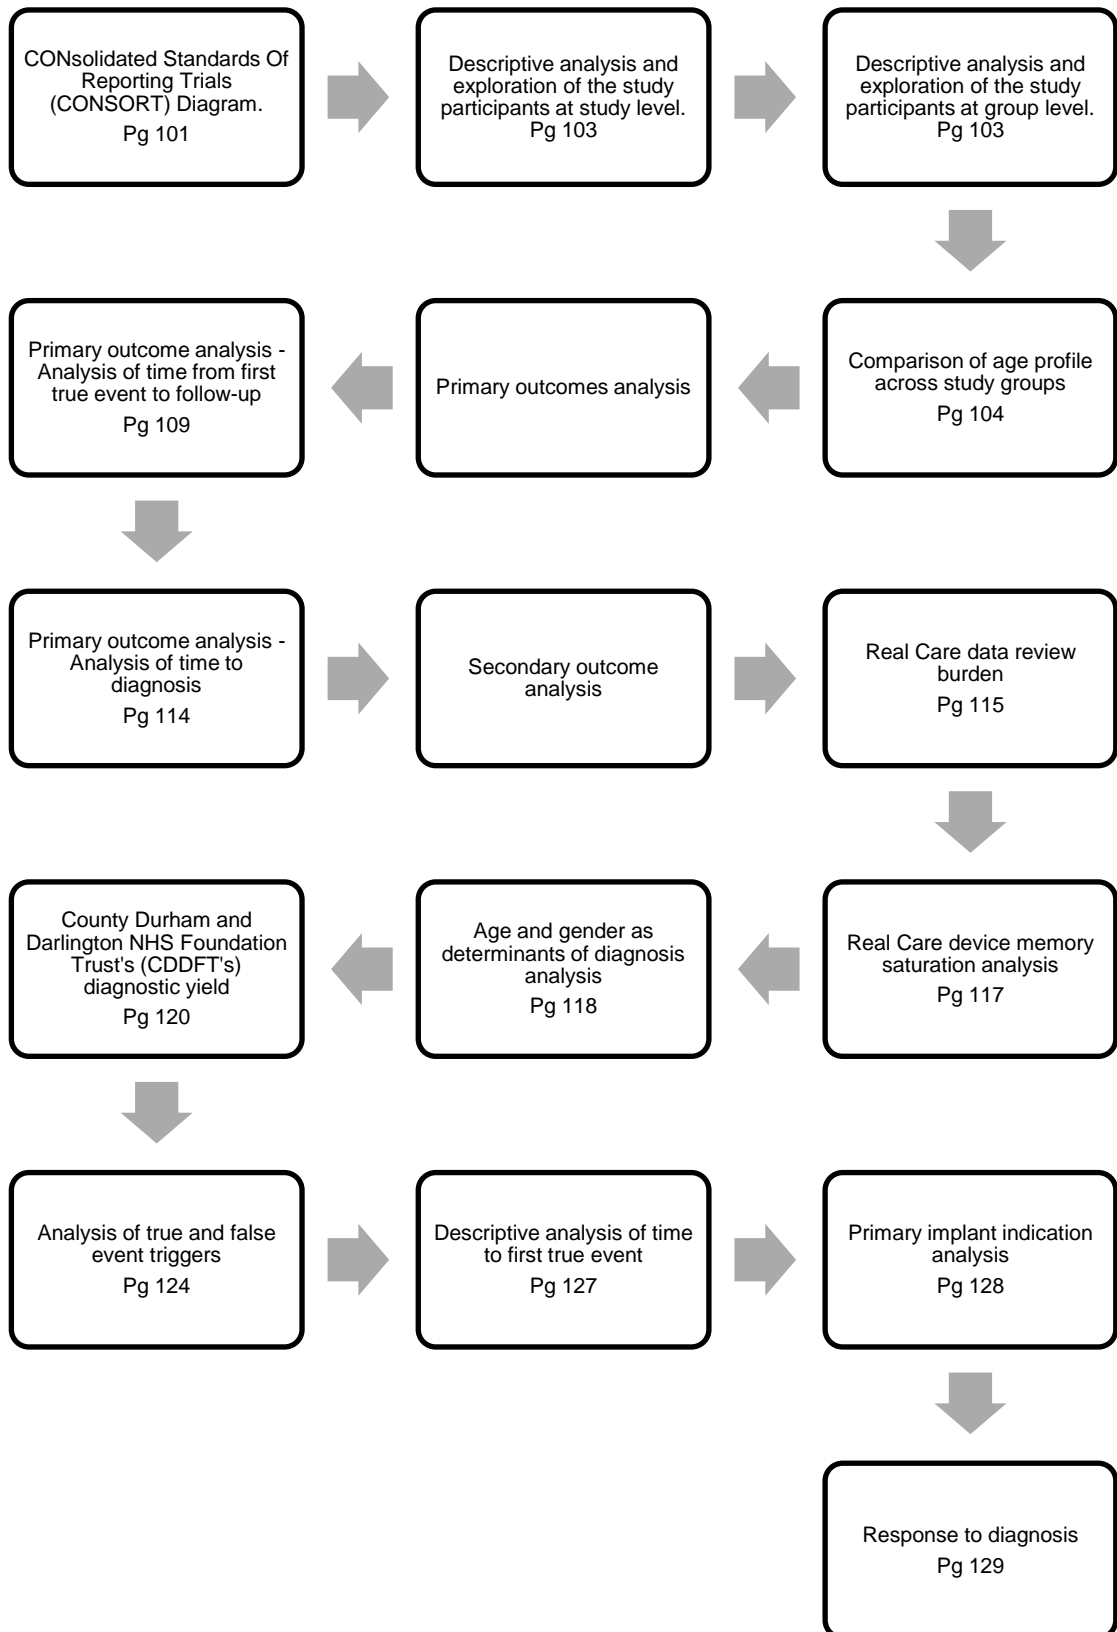 CONsolidated Standards Of
Reporting Trials
(CONSORT) Diagram.
Pg 101
Descriptive analysis and
exploration of the study
participants at study level.
Pg 103
Descriptive analysis and
exploration of the study
participants at group level.
Pg 103
Comparison of age profile
across study groups
Pg 104
Primary outcomes analysis
Primary outcome analysis -
Analysis of time from first
true event to follow-up
Pg 109
Primary outcome analysis -
Analysis of time to
diagnosis
Pg 114
Secondary outcome
analysis
Real Care data review
burden
Pg 115
Real Care device memory
saturation analysis
Pg 117
Age and gender as
determinants of diagnosis
analysis
Pg 118
County Durham and
Darlington NHS Foundation
Trust's (CDDFT's)
diagnostic yield
Pg 120
Analysis of true and false
event triggers
Pg 124
Descriptive analysis of time
to first true event
Pg 127
Primary implant indication
analysis
Pg 128
Response to diagnosis
Pg 129